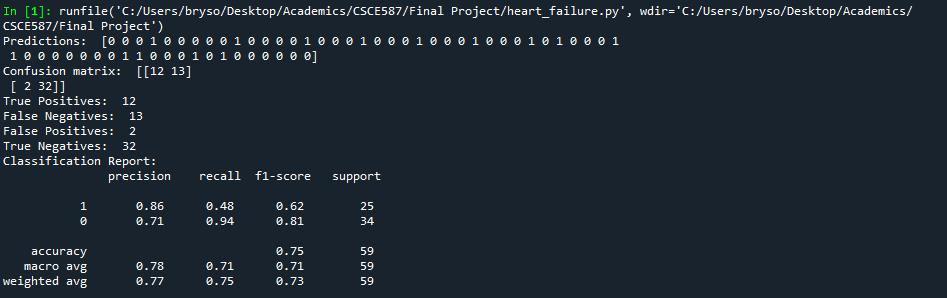 In [1]: runfile('C:/Users/bryso/Desktop/Academics/CSCE587/Final Project/heart_failure.py', wdir='C:/Users/bryso/Desktop/Academics/
CSCE587/Final Project')
Predictions:  [0 0 0 1 0 0 0 0 0 1 0 0 0 0 1 0 0 0 1 0 0 0 1 0 0 0 1 0 0 0 1 0 1 0 0 0 1
 1 0 0 0 0 0 0 0 1 1 0 0 0 1 0 1 0 0 0 0 0 0]
Confusion matrix:  [[12 13]
 [ 2 32]]
True Positives:  12
False Negatives:  13
False Positives:  2
True Negatives:  32
Classification Report:
precision    recall  f1-score   support
1       0.86      0.48      0.62        25
0       0.71      0.94      0.81        34
accuracy                           0.75        59
macro avg       0.78      0.71      0.71        59
weighted avg       0.77      0.75      0.73        59